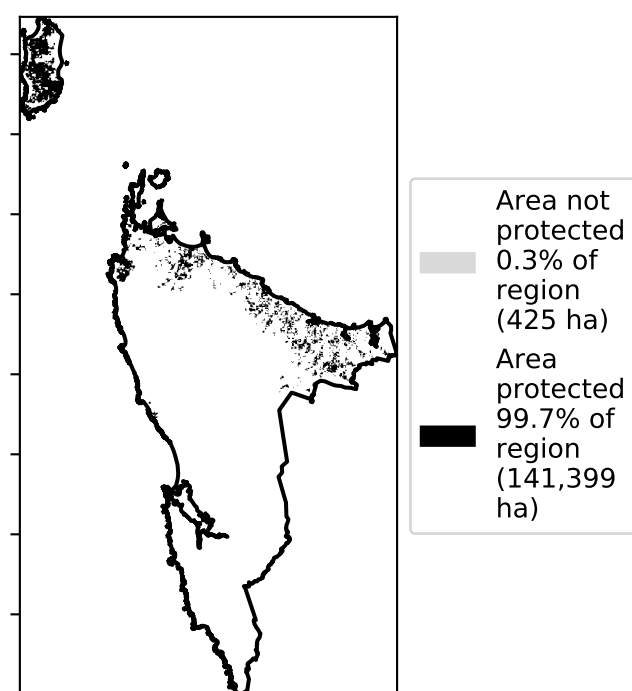 Area not
protected
0.3% of
region
(425 ha)
Area
protected
99.7% of
region
(141,399
ha)